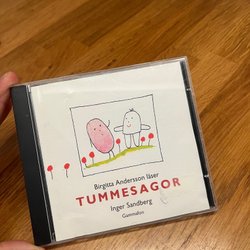 Birgitta Andersson läser
TUMMESAGOR
Inger Sandberg
Gammafon